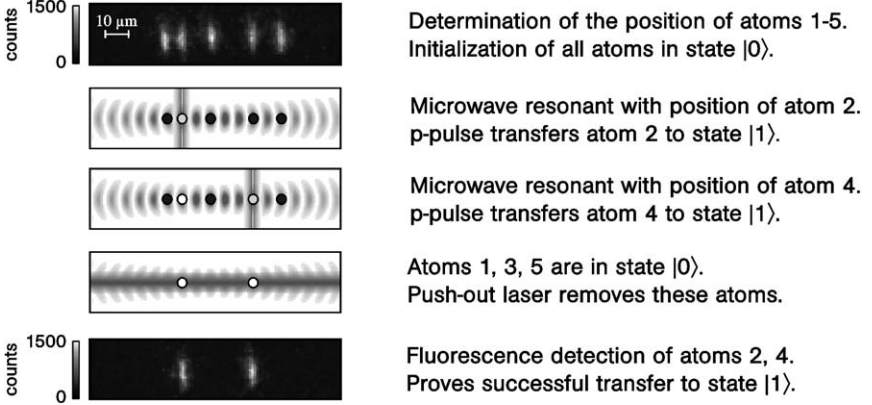 counts
1500
0
10 µm
Determination of the position of atoms 1-5.
Initialization of all atoms in state |0⟩.
Microwave resonant with position of atom 2.
p-pulse transfers atom 2 to state |1⟩.
Microwave resonant with position of atom 4.
p-pulse transfers atom 4 to state |1⟩.
Atoms 1, 3, 5 are in state |0⟩.
Push-out laser removes these atoms.
counts
1500
0
Fluorescence detection of atoms 2, 4.
Proves successful transfer to state |1⟩.